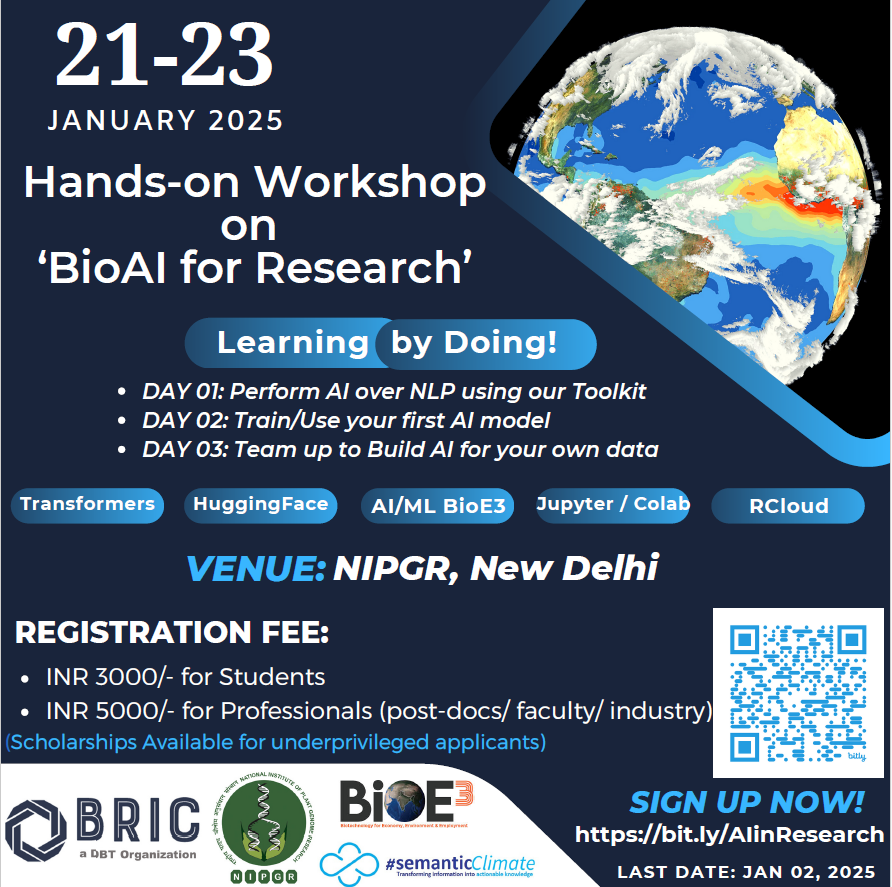 21-23
JANUARY 2025
Hands-on Workshop
on
‘BioAI for Research’
Learning by Doing!
• DAY 01: Perform AI over NLP using our Toolkit
• DAY 02: Train/Use your first AI model
• DAY 03: Team up to Build AI for your own data
Transformers
HuggingFace
AI/ML BioE3
Jupyter / Colab
RCloud
VENUE: NIPGR, New Delhi
REGISTRATION FEE:
• INR 3000/- for Students
• INR 5000/- for Professionals (post-docs/ faculty/ industry)
(Scholarships Available for underprivileged applicants)
bitly
BRIC
a DBT Organization
NATIONAL INSTITUTE OF PLANT GENOME RESEARCH
NIPGR
BiOE3
Biotechnology for Economy, Environment & Employment
#semanticClimate
Transforming information into actionable knowledge
SIGN UP NOW!
https://bit.ly/AIinResearch
LAST DATE: JAN 02, 2025